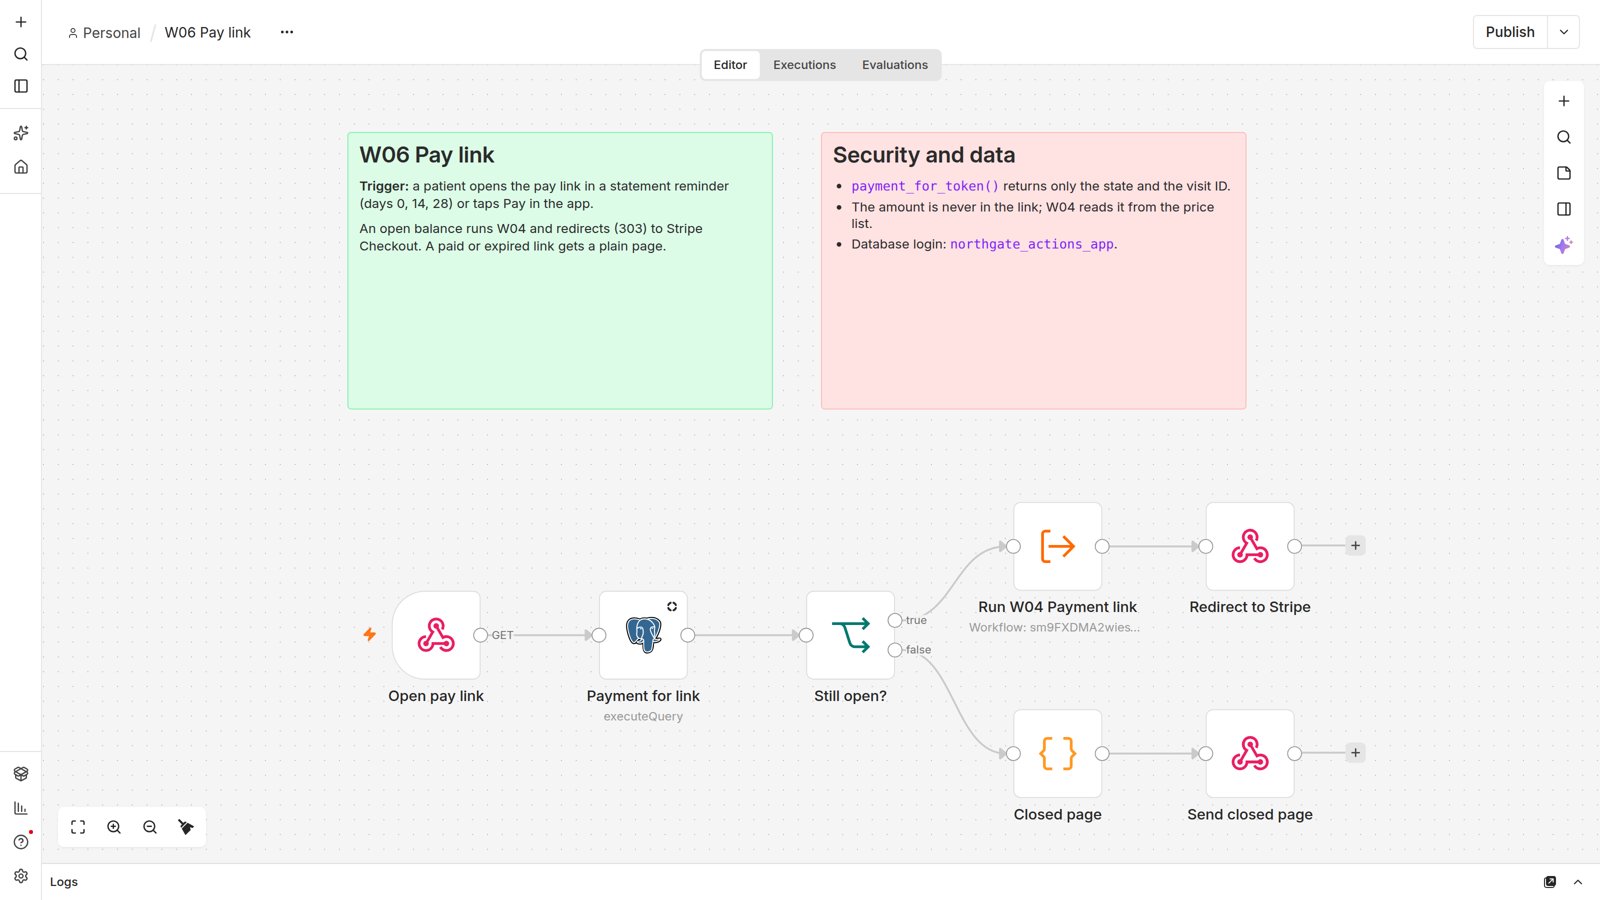 Personal / W06 Pay link
Publish
Editor
Executions
Evaluations
W06 Pay link
Trigger: a patient opens the pay link in a statement reminder
(days 0, 14, 28) or taps Pay in the app.
An open balance runs W04 and redirects (303) to Stripe
Checkout. A paid or expired link gets a plain page.
Security and data
payment_for_token() returns only the state and the visit ID.
The amount is never in the link; W04 reads it from the price
list.
Database login: northgate_actions_app.
GET
Open pay link
Payment for link
executeQuery
Still open?
true
false
Run W04 Payment link
Workflow: sm9FXDMA2wies...
Redirect to Stripe
Closed page
Send closed page
Logs